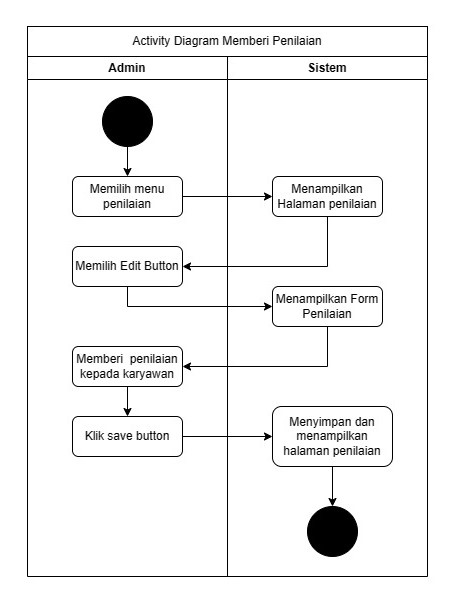 Activity Diagram Memberi Penilaian
Admin
Sistem
Memilih menu
penilaian
Menampilkan
Halaman penilaian
Memilih Edit Button
Menampilkan Form
Penilaian
Memberi penilaian
kepada karyawan
Klik save button
Menyimpan dan
menampilkan
halaman penilaian